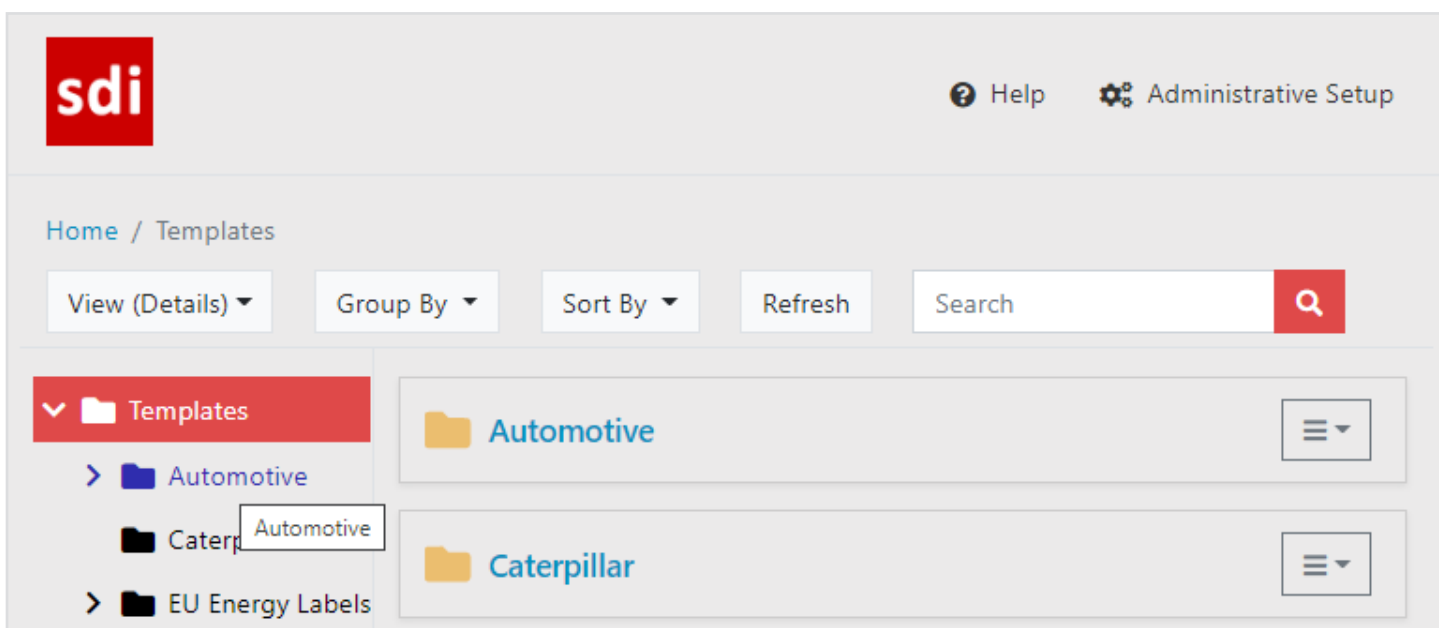 sdi
Help Administrative Setup
Home / Templates
View (Details) Group By Sort By Refresh Search
Templates
Automotive
Automotive
Automotive
Caterp
Caterpillar
EU Energy Labels